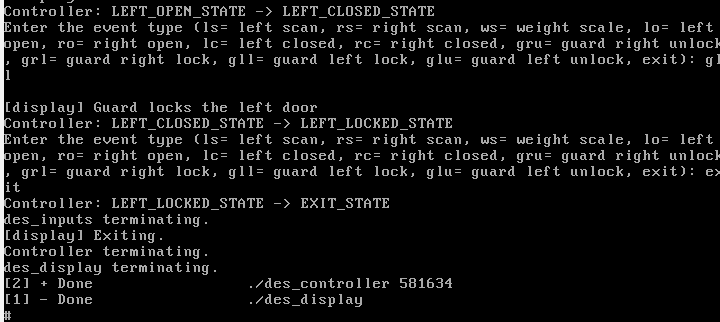 Controller: LEFT_OPEN_STATE -> LEFT_CLOSED_STATE
Enter the event type (ls= left scan, rs= right scan, ws= weight scale, lo= left
open, ro= right open, lc= left closed, rc= right closed, gru= guard right unlock
, grl= guard right lock, gll= guard left lock, glu= guard left unlock, exit): gl
l
[display] Guard locks the left door
Controller: LEFT_CLOSED_STATE -> LEFT_LOCKED_STATE
Enter the event type (ls= left scan, rs= right scan, ws= weight scale, lo= left
open, ro= right open, lc= left closed, rc= right closed, gru= guard right unlock
, grl= guard right lock, gll= guard left lock, glu= guard left unlock, exit): ex
it
Controller: LEFT_LOCKED_STATE -> EXIT_STATE
des_inputs terminating.
[display] Exiting.
Controller terminating.
des_display terminating.
[2] + Done ./des_controller 581634
[1] - Done ./des_display
#